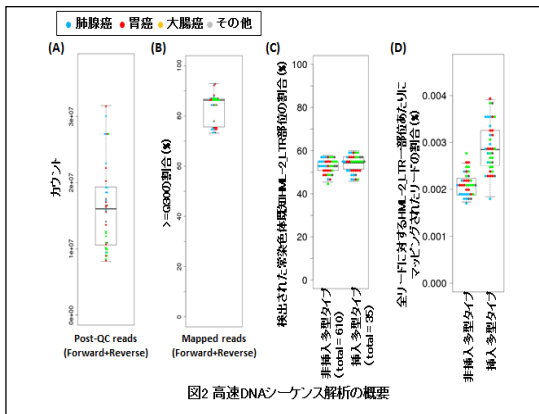 肺腺癌 胃癌 大腸癌 その他
(A)
カウント
0e+00
1e+07
2e+07
3e+07
Post-QC reads
(Forward+Reverse)
(B)
>=G30の割合(%)
0
20
40
60
80
100
Mapped reads
(Forward+Reverse)
(C)
検出された常染色体既知HML-2_LTR部位の割合(%)
0
20
40
60
80
100
非挿入多型タイプ
(total=610)
挿入多型タイプ
(total=35)
(D)
全リードに対するHML-2_LTR一部位あたりに
マッピングされたリードの割合(%)
0.000
0.001
0.002
0.003
0.004
非挿入多型タイプ
挿入多型タイプ
図2 高速DNAシーケンス解析の概要